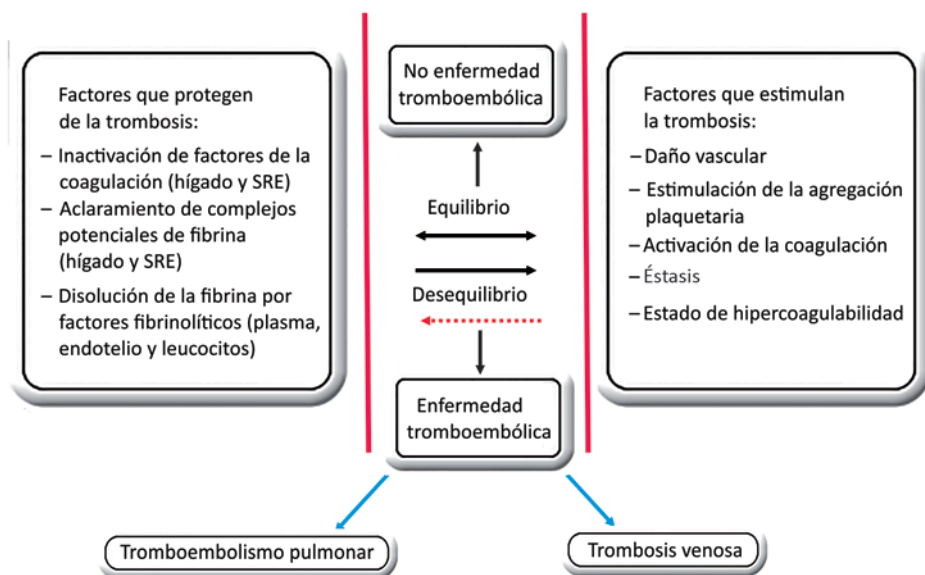 Factores que protegen
de la trombosis:
– Inactivación de factores de la
coagulación (hígado y SRE)
– Aclaramiento de complejos
potenciales de fibrina
(hígado y SRE)
– Disolución de la fibrina por
factores fibrinolíticos (plasma,
endotelio y leucocitos)
No enfermedad
tromboembólica
Equilibrio
Desequilibrio
Enfermedad
tromboembólica
Factores que estimulan
la trombosis:
– Daño vascular
– Estimulación de la agregación
plaquetaria
– Activación de la coagulación
– Éstasis
– Estado de hipercoagulabilidad
Tromboembolismo pulmonar
Trombosis venosa